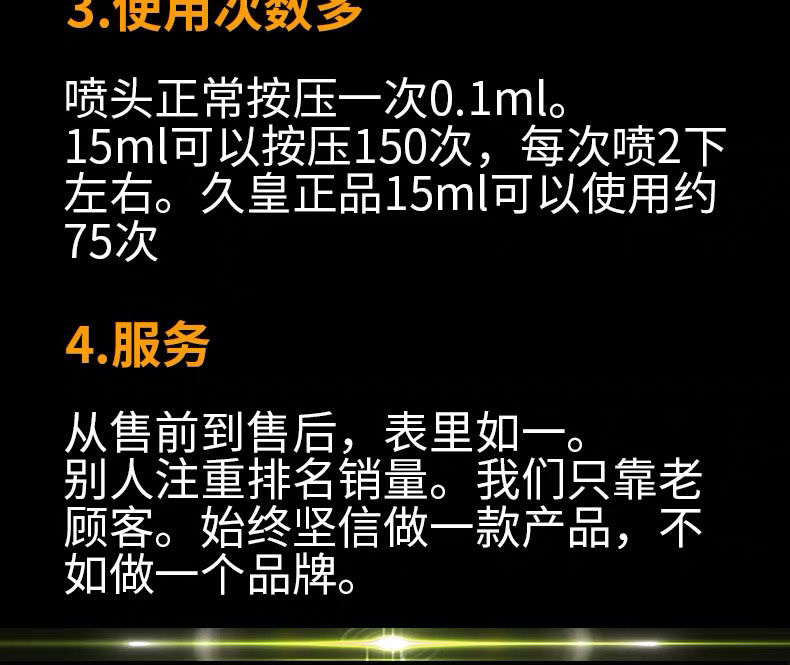 3.使用次数多
喷头正常按压一次0.1ml。
15ml可以按压150次，每次喷2下
左右。久皇正品15ml可以使用约
75次
4.服务
从售前到售后，表里如一。
别人注重排名销量。我们只靠老
顾客。始终坚信做一款产品，不
如做一个品牌。